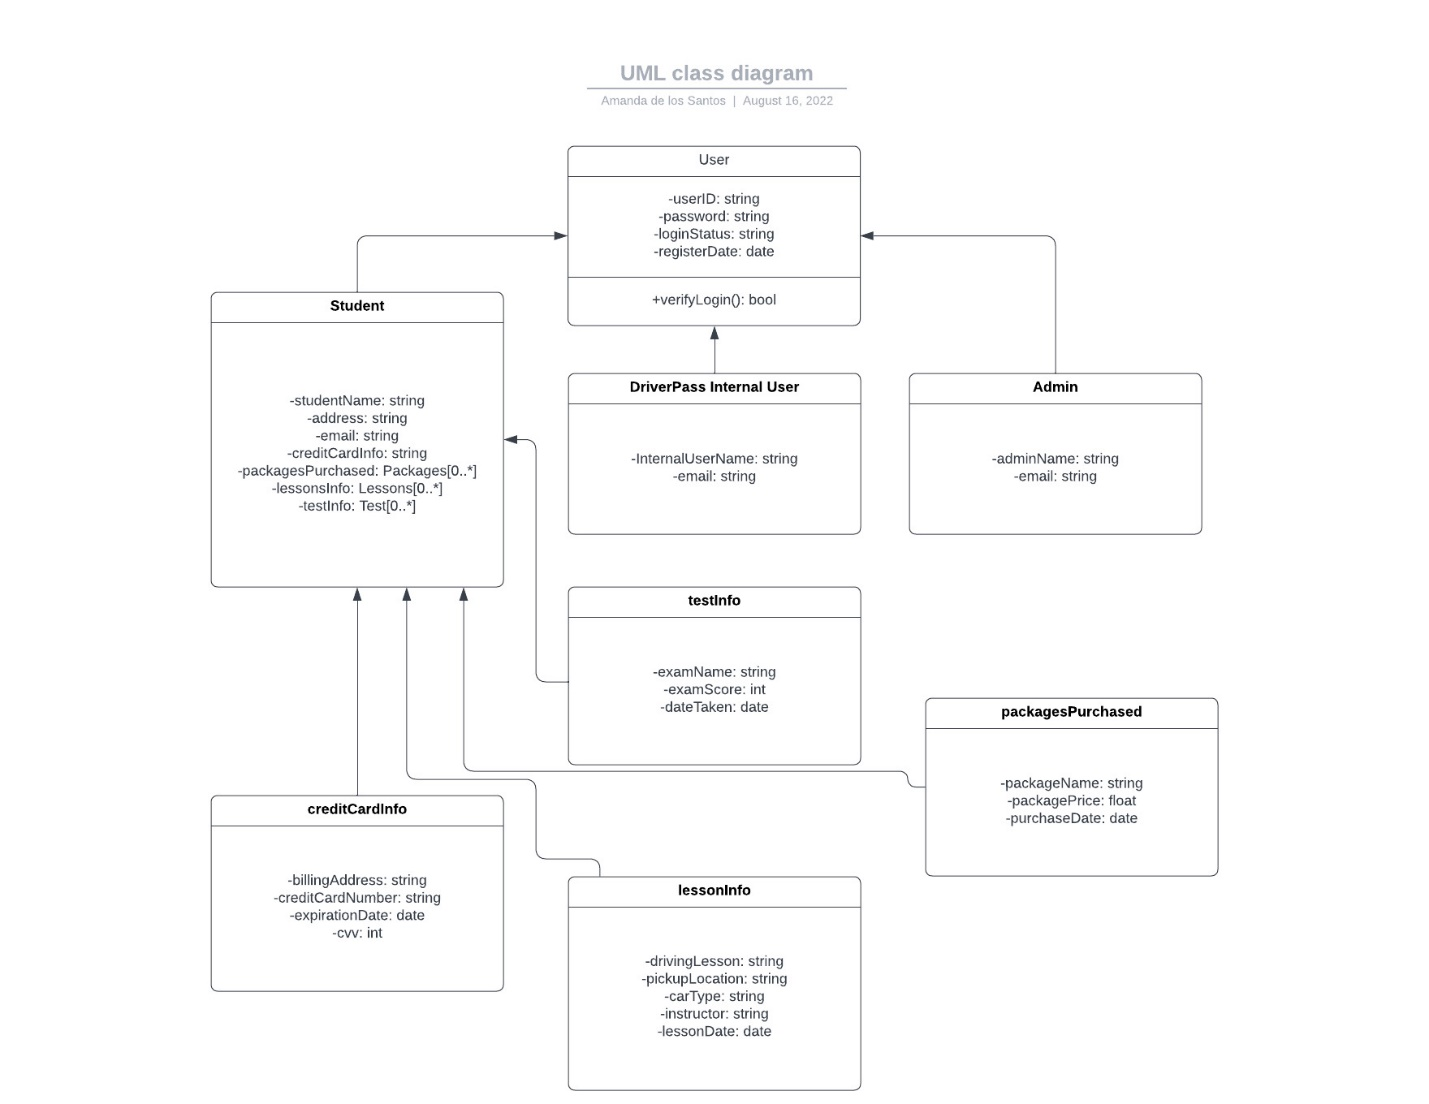 UML class diagram
Amanda de los Santos | August 16, 2022
User
-userID: string
-password: string
-loginStatus: string
-registerDate: date
+verifyLogin(): bool
Student
-studentName: string
-address: string
-email: string
-creditCardInfo: string
-packagesPurchased: Packages[0..*]
-lessonsInfo: Lessons[0..*]
-testInfo: Test[0..*]
DriverPass Internal User
-InternalUserName: string
-email: string
Admin
-adminName: string
-email: string
testInfo
-examName: string
-examScore: int
-dateTaken: date
packagesPurchased
-packageName: string
-packagePrice: float
-purchaseDate: date
creditCardInfo
-billingAddress: string
-creditCardNumber: string
-expirationDate: date
-cvv: int
lessonInfo
-drivingLesson: string
-pickupLocation: string
-carType: string
-instructor: string
-lessonDate: date